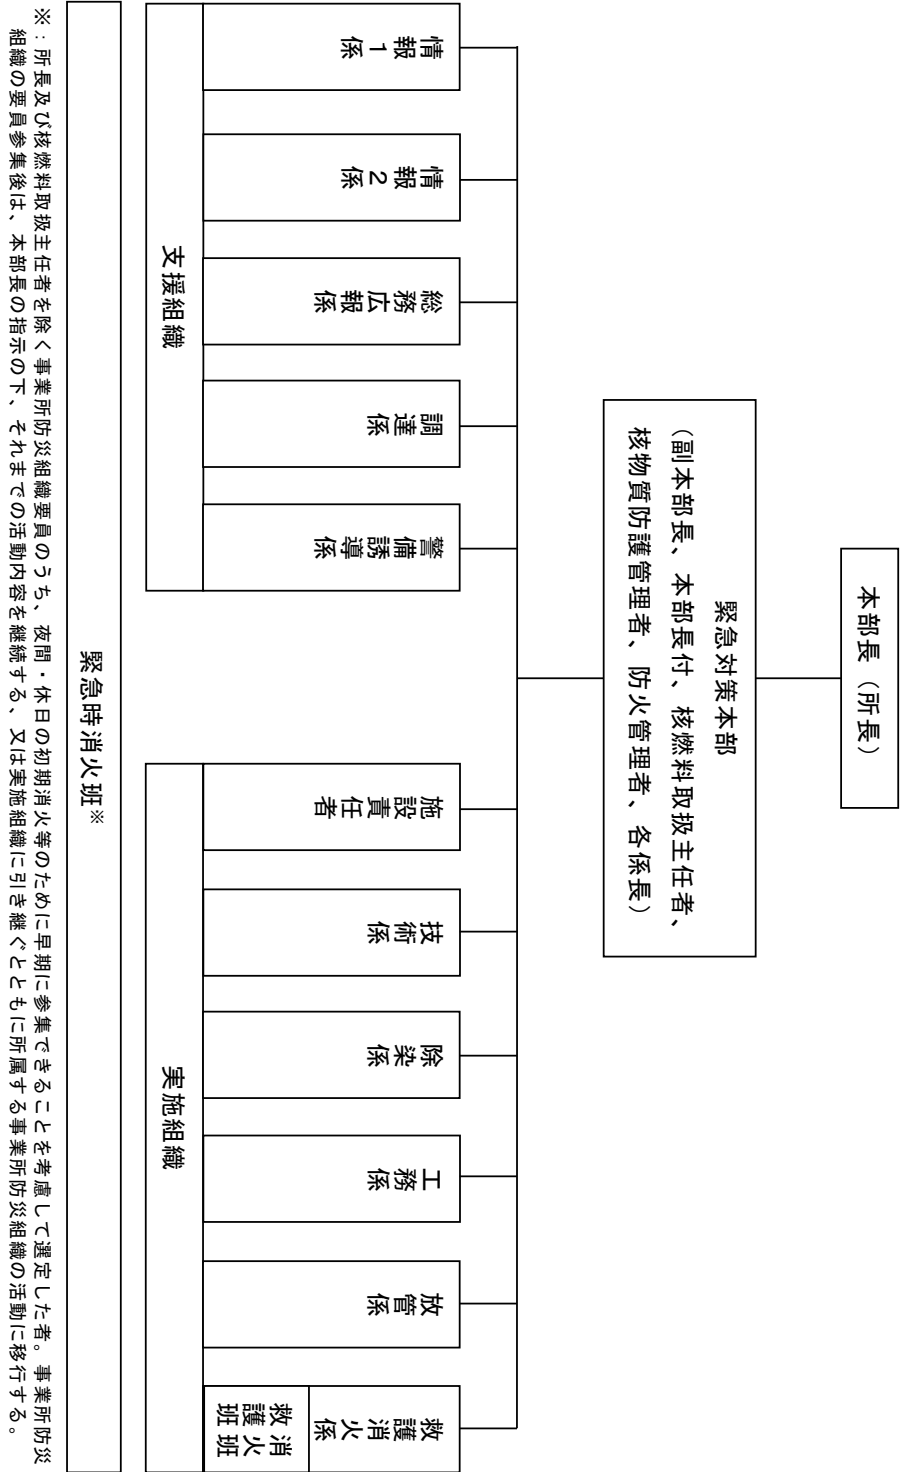 本部長（所長）
緊急対策本部
（副本部長、本部長付、核燃料取扱主任者、
核物質防護管理者、防火管理者、各係長）
情報1係
情報2係
総務広報係
調達係
警備誘導係
施設責任者
技術係
除染係
工務係
放管係
救護消火係
救護班
消火班
支援組織
実施組織
緊急時消火班※
※：所長及び核燃料取扱主任者を除く事業所防災組織要員のうち、夜間・休日の初期消火等のために早期に参集できることを考慮して選定した者。事業所防災
組織の要員参集後は、本部長の指示の下、それまでの活動内容を継続する、又は実施組織に引き継ぐとともに所属する事業所防災組織の活動に移行する。